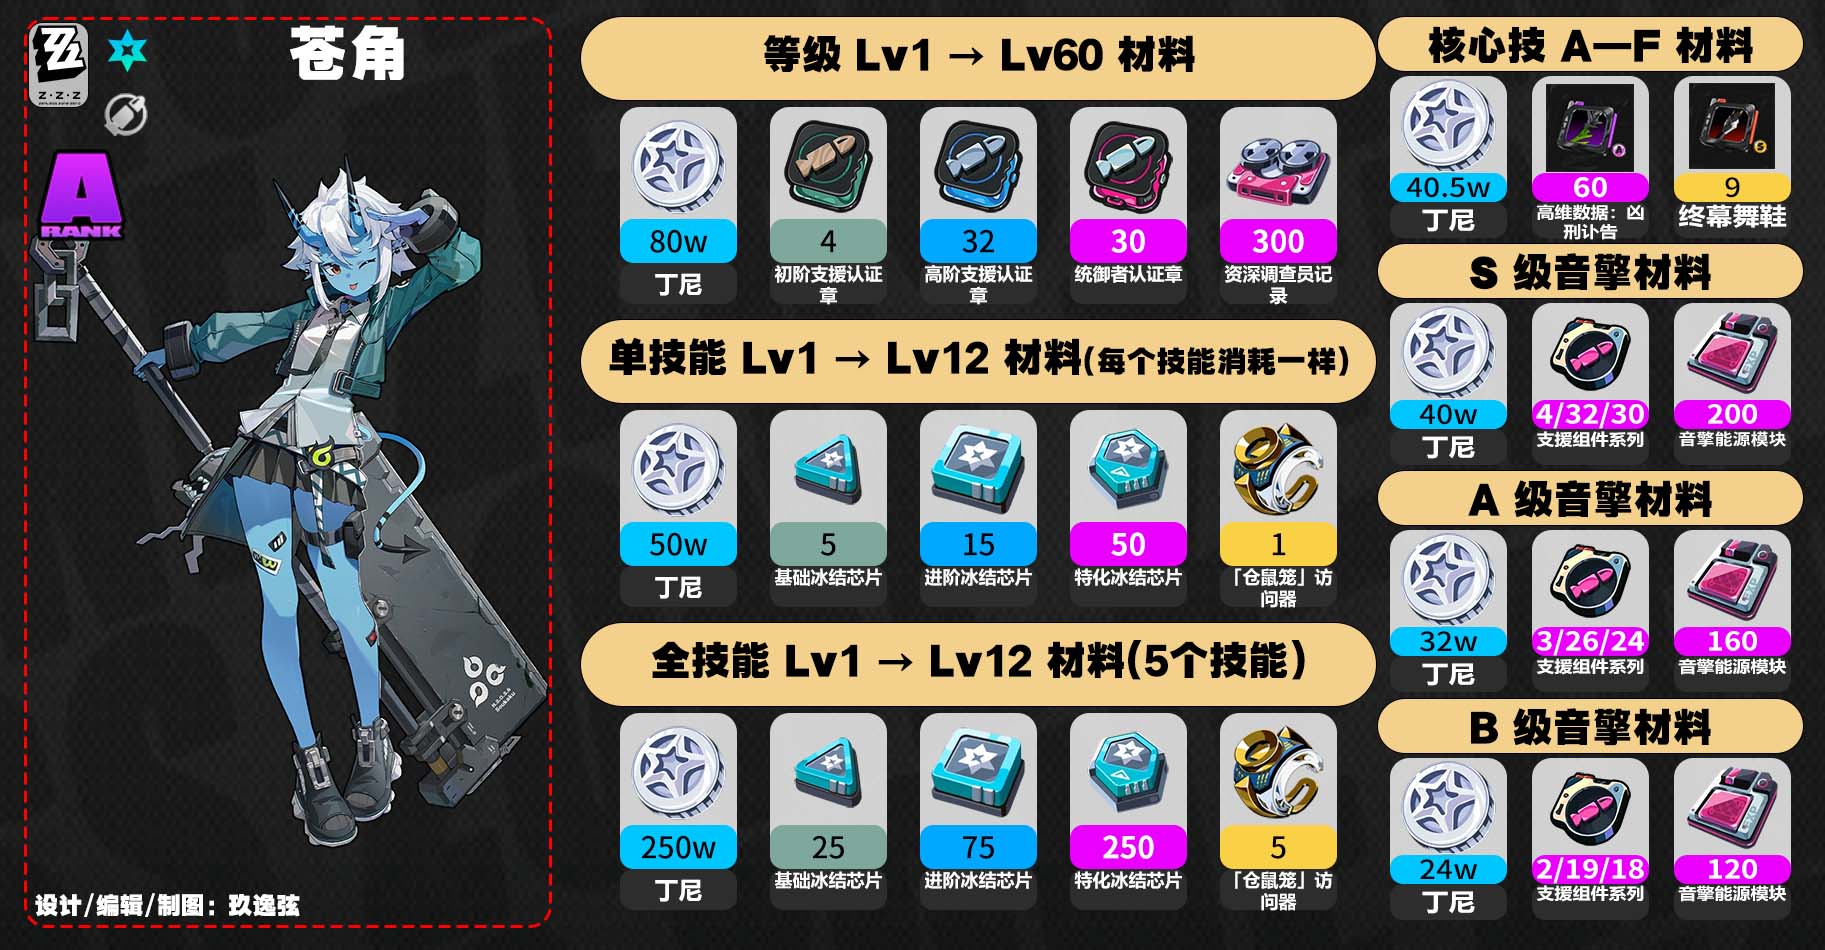 Z·Z·Z
苍角
A
RANK
N.E.D.S.6
Soukaku
设计/编辑/制图：玖逸弦
等级 Lv1 → Lv60 材料
80w
丁尼
4
初阶支援认证
章
32
高阶支援认证
章
30
统御者认证章
300
资深调查员记
录
单技能 Lv1 → Lv12 材料(每个技能消耗一样)
50w
丁尼
5
基础冰结芯片
15
进阶冰结芯片
50
特化冰结芯片
1
「仓鼠笼」访
问器
全技能 Lv1 → Lv12 材料(5个技能)
250w
丁尼
25
基础冰结芯片
75
进阶冰结芯片
250
特化冰结芯片
5
「仓鼠笼」访
问器
核心技 A—F 材料
40.5w
丁尼
60
高维数据：凶
刑讣告
9
终幕舞鞋
S 级音擎材料
40w
丁尼
4/32/30
支援组件系列
200
音擎能源模块
A 级音擎材料
32w
丁尼
3/26/24
支援组件系列
160
音擎能源模块
B 级音擎材料
24w
丁尼
2/19/18
支援组件系列
120
音擎能源模块